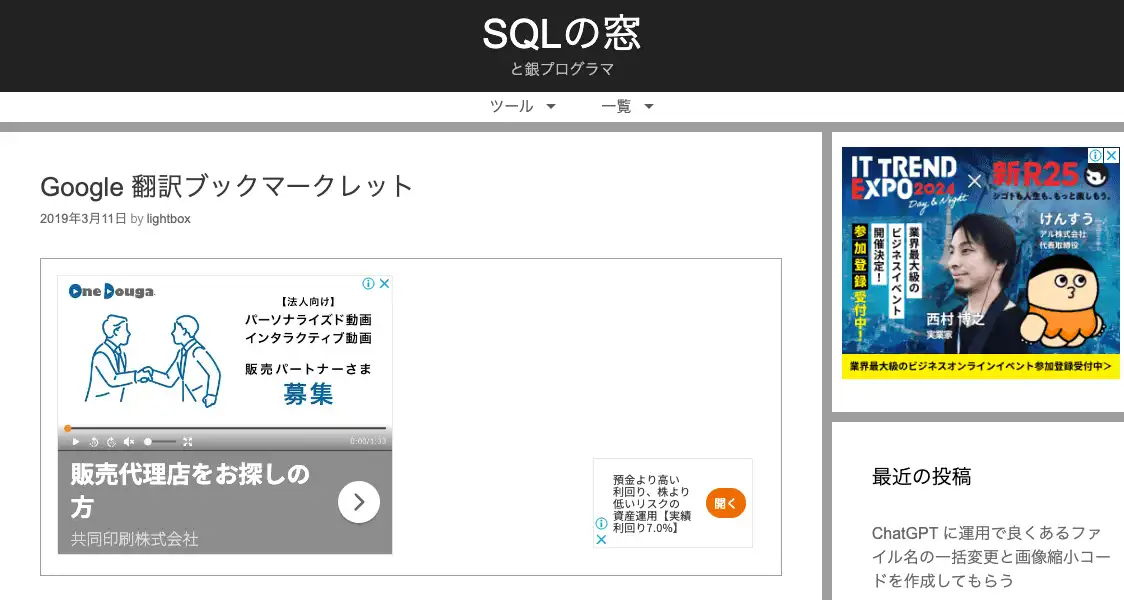 SQLの窓
と銀プログラマ
ツール 一覧
Google 翻訳ブックマークレット
2019年3月11日 by lightbox
One Douga
【法人向け】
パーソナライズド動画
インタラクティブ動画
販売パートナーさま
募集
0:00/1:33
販売代理店をお探しの
方
共同印刷株式会社
預金より高い
利回り、株より
低いリスクの
資産運用【実績
利回り7.0%】
開く
IT TREND
EXPO 2024
Day & Night
×
新R25
シゴトも人生も、もっと楽しもう。
けんすう
アル株式会社
代表取締役
業界最大級の
ビジネスイベント
開催決定!
参加登録受付中!
西村 博之
実業家
業界最大級のビジネスオンラインイベント参加登録受付中>
最近の投稿
ChatGPT に運用で良くあるファ
イル名の一括変更と画像縮小コー
ドを作成してもらう